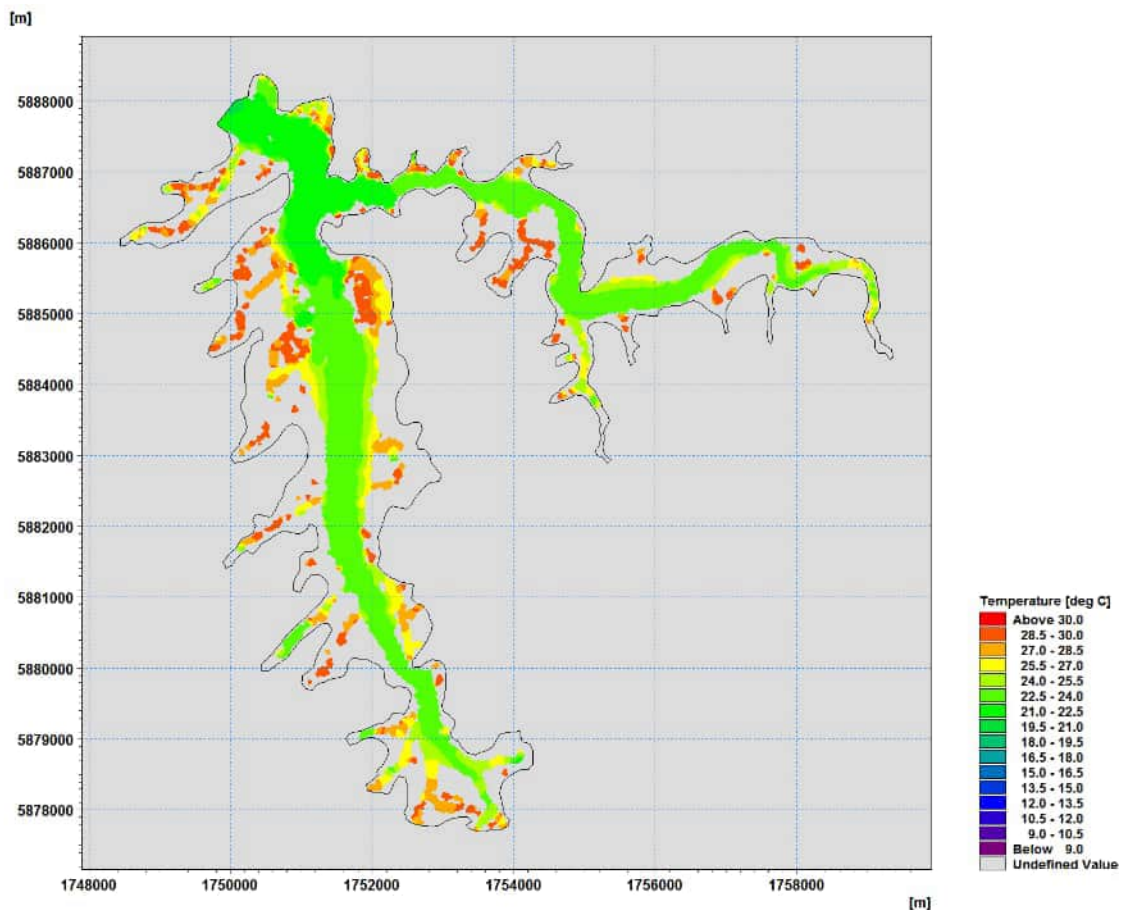 [m]
5888000
5887000
5886000
5885000
5884000
5883000
5882000
5881000
5880000
5879000
5878000
1748000 1750000 1752000 1754000 1756000 1758000
[m]
Temperature [deg C]
Above 30.0
28.5 - 30.0
27.0 - 28.5
25.5 - 27.0
24.0 - 25.5
22.5 - 24.0
21.0 - 22.5
19.5 - 21.0
18.0 - 19.5
16.5 - 18.0
15.0 - 16.5
13.5 - 15.0
12.0 - 13.5
10.5 - 12.0
9.0 - 10.5
Below 9.0
Undefined Value